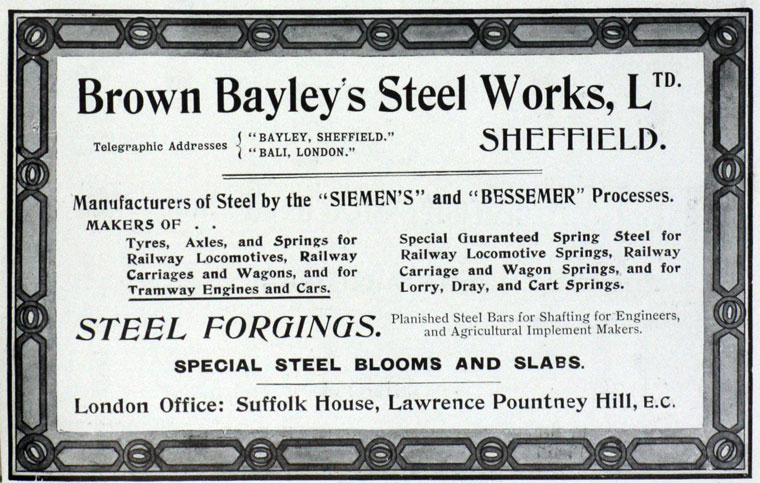 Brown Bayley's Steel Works, LTD.
Telegraphic Addresses { "BAYLEY, SHEFFIELD."
"BALI, LONDON."
SHEFFIELD.
Manufacturers of Steel by the "SIEMEN'S" and "BESSEMER" Processes.
MAKERS OF . .
Tyres, Axles, and Springs for
Railway Locomotives, Railway
Carriages and Wagons, and for
Tramway Engines and Cars.
Special Guaranteed Spring Steel for
Railway Locomotive Springs, Railway
Carriage and Wagon Springs, and for
Lorry, Dray, and Cart Springs.
STEEL FORGINGS.
Planished Steel Bars for Shafting for Engineers,
and Agricultural Implement Makers.
SPECIAL STEEL BLOOMS AND SLABS.
London Office: Suffolk House, Lawrence Pountney Hill, E.C.